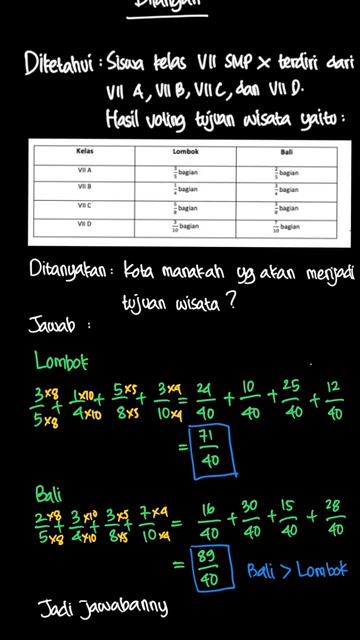 Diketahui : Siswa kelas VII SMP X terdiri dari
VII A, VII B, VII C, dan VII D.
Hasil voting tujuan wisata yaitu :
Kelas Lombok Bali
VII A 3/5 bagian 2/5 bagian
VII B 1/4 bagian 3/4 bagian
VII C 5/8 bagian 3/8 bagian
VII D 3/10 bagian 7/10 bagian
Ditanyakan : Kota manakah yg akan menjadi
tujuan wisata ?
Jawab :
Lombok
3×8/5×8 + 1×10/4×10 + 5×5/8×5 + 3×4/10×4 = 24/40 + 10/40 + 25/40 + 12/40
= 71/40
Bali
2×8/5×8 + 3×10/4×10 + 3×5/8×5 + 7×4/10×4 = 16/40 + 30/40 + 15/40 + 28/40
= 89/40 Bali > Lombok
Jadi jawabanny